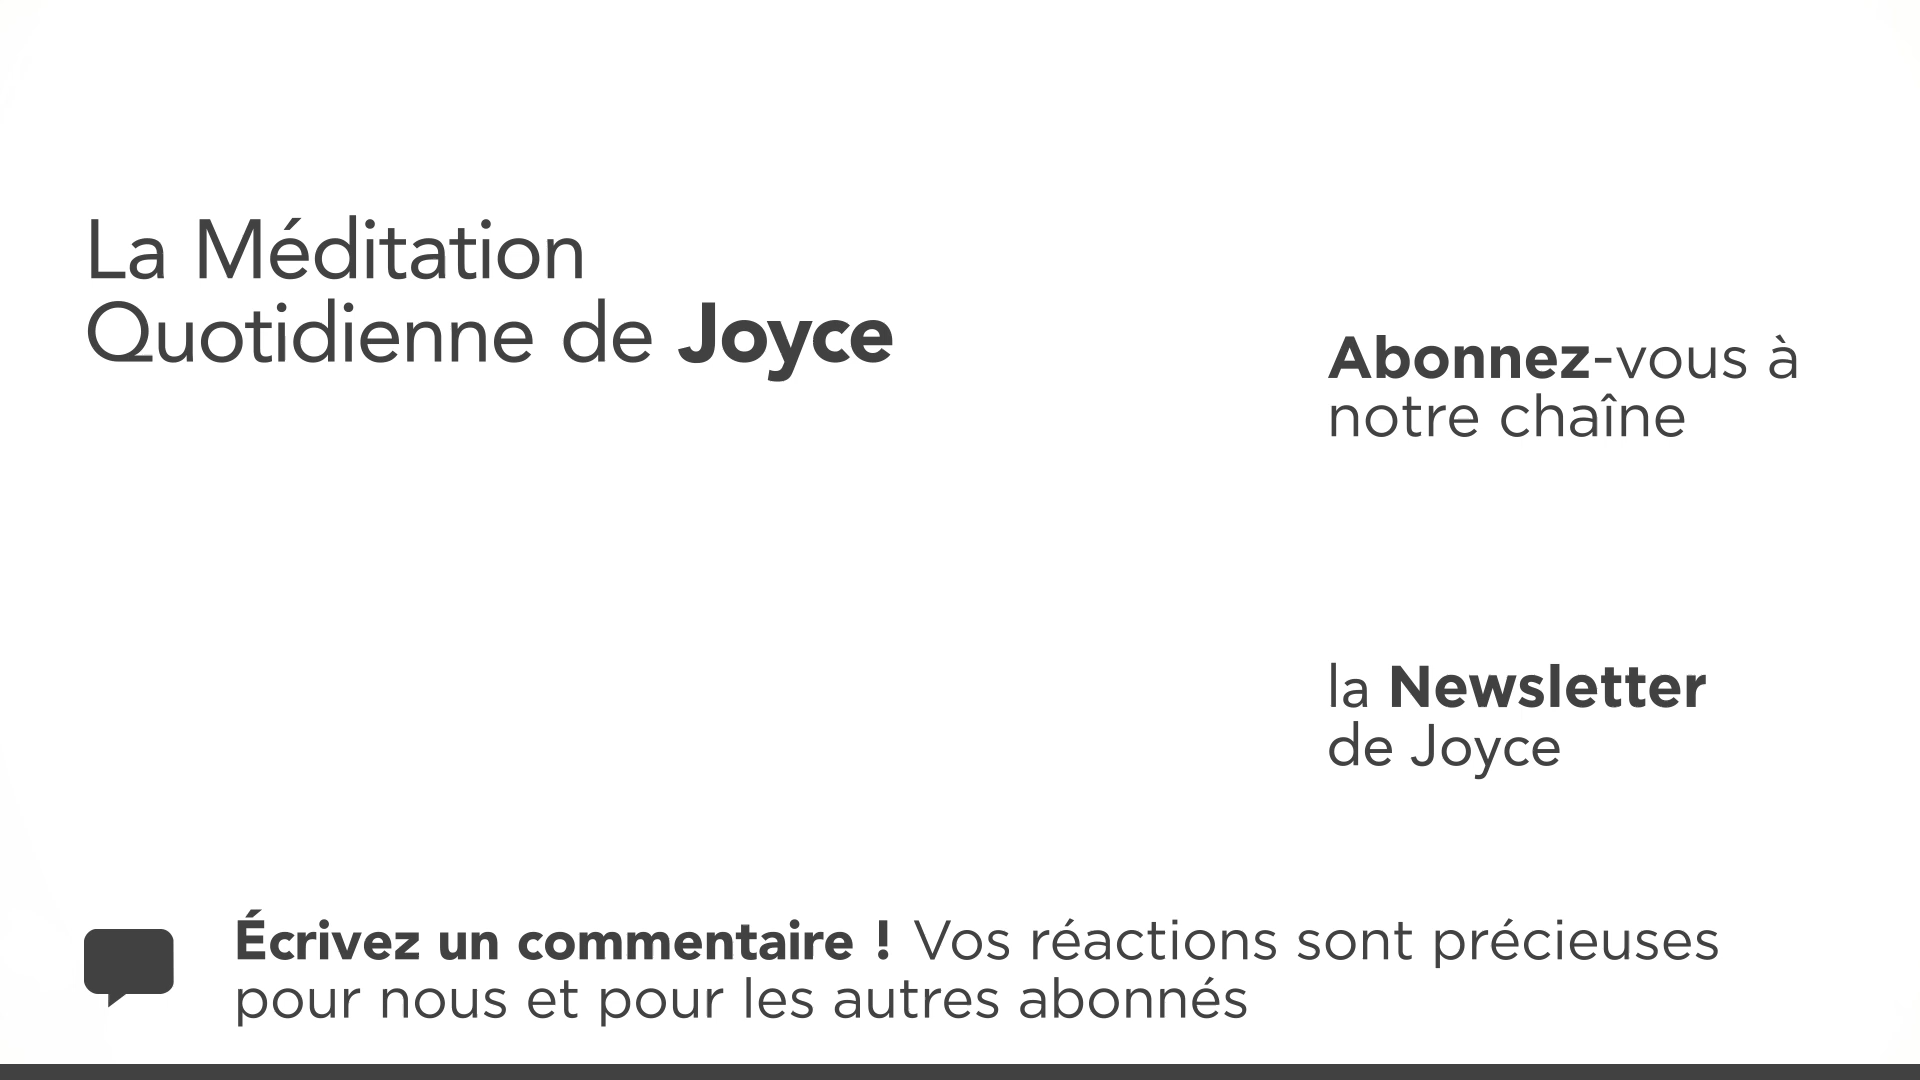 La Méditation
Quotidienne de Joyce
Abonnez-vous à
notre chaîne
la Newsletter
de Joyce
Écrivez un commentaire ! Vos réactions sont précieuses
pour nous et pour les autres abonnés